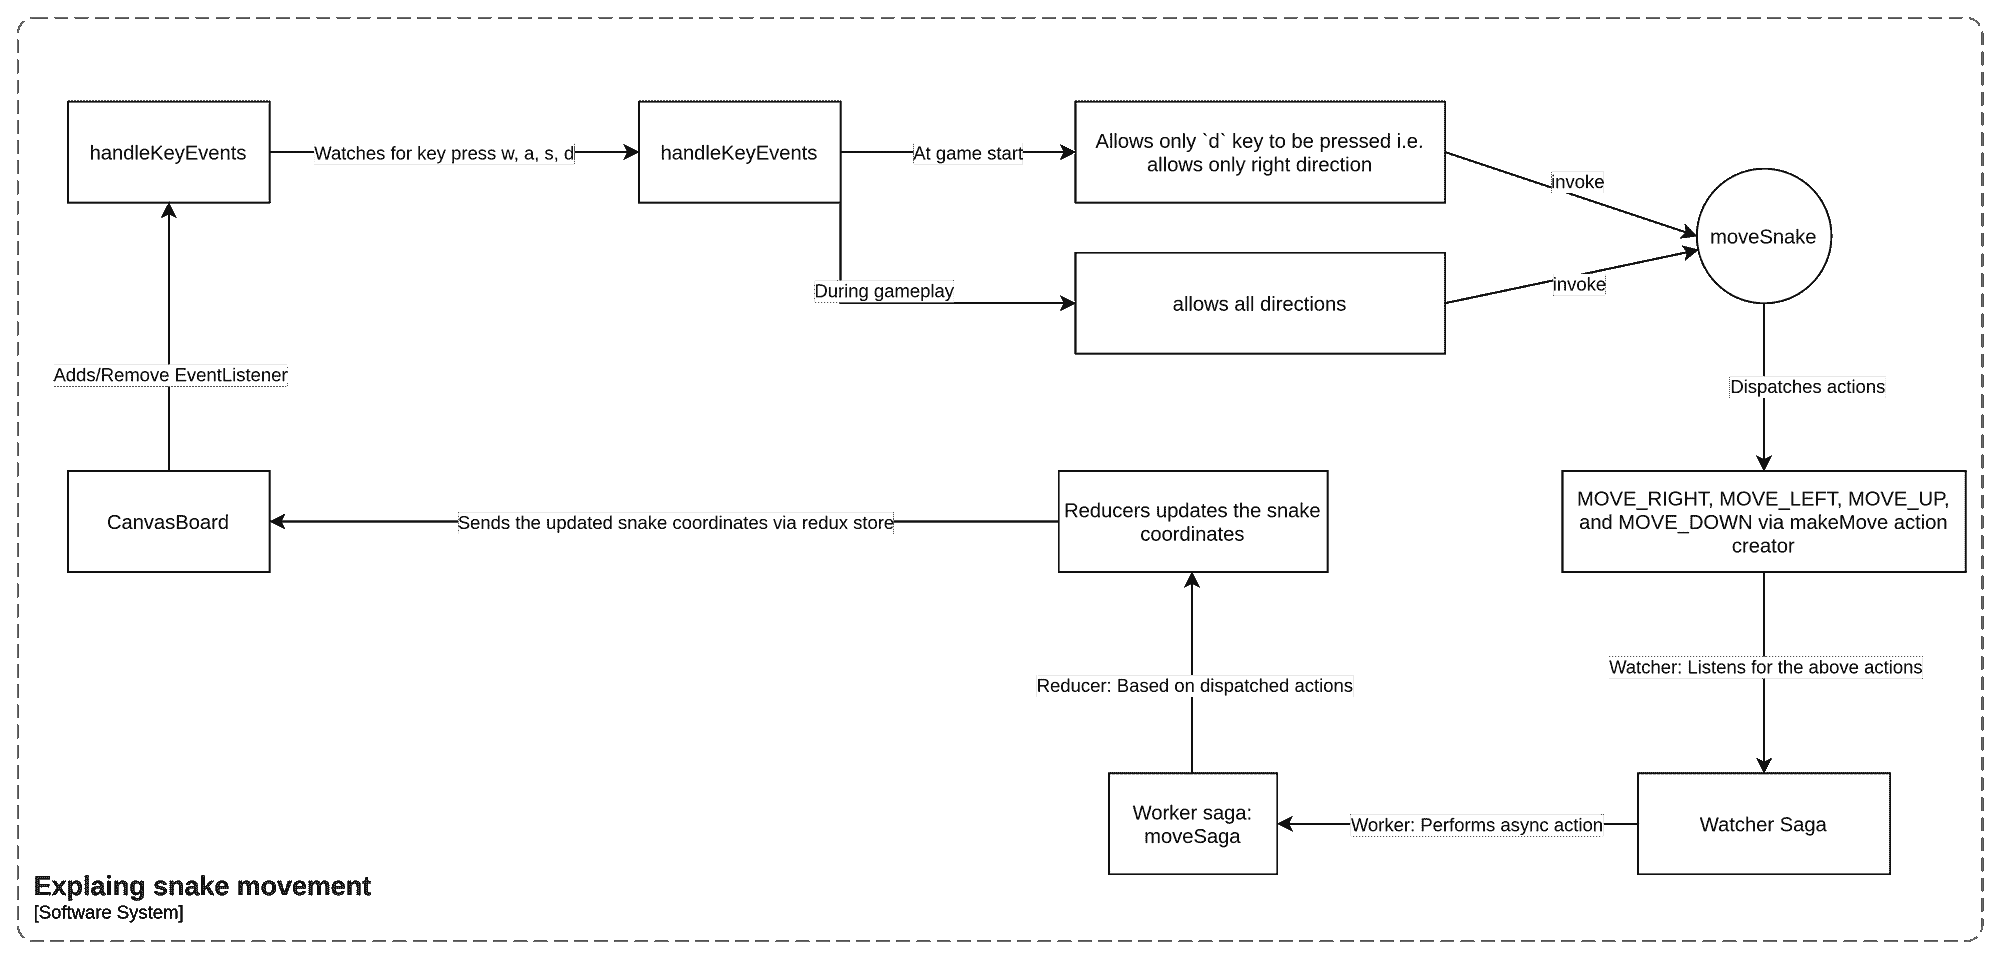 handleKeyEvents
Watches for key press w, a, s, d
handleKeyEvents
At game start
Allows only `d` key to be pressed i.e.
allows only right direction
invoke
moveSnake
During gameplay
allows all directions
invoke
Adds/Remove EventListener
Dispatches actions
CanvasBoard
Sends the updated snake coordinates via redux store
Reducers updates the snake
coordinates
MOVE_RIGHT, MOVE_LEFT, MOVE_UP,
and MOVE_DOWN via makeMove action
creator
Reducer: Based on dispatched actions
Watcher: Listens for the above actions
Worker saga:
moveSaga
Worker: Performs async action
Watcher Saga
Explaing snake movement
[Software System]